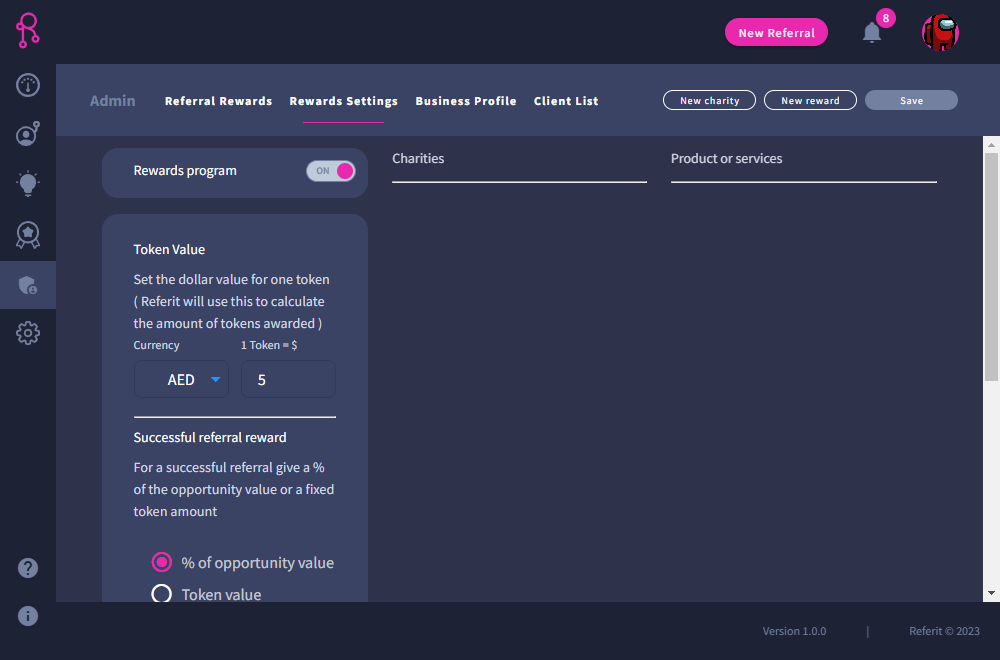 New Referral
8
Admin
Referral Rewards
Rewards Settings
Business Profile
Client List
New charity
New reward
Save
Rewards program
ON
Charities
Product or services
Token Value
Set the dollar value for one token
( Referit will use this to calculate
the amount of tokens awarded )
Currency
1 Token = $
AED
5
Successful referral reward
For a successful referral give a %
of the opportunity value or a fixed
token amount
% of opportunity value
Token value
Version 1.0.0
|
Referit © 2023